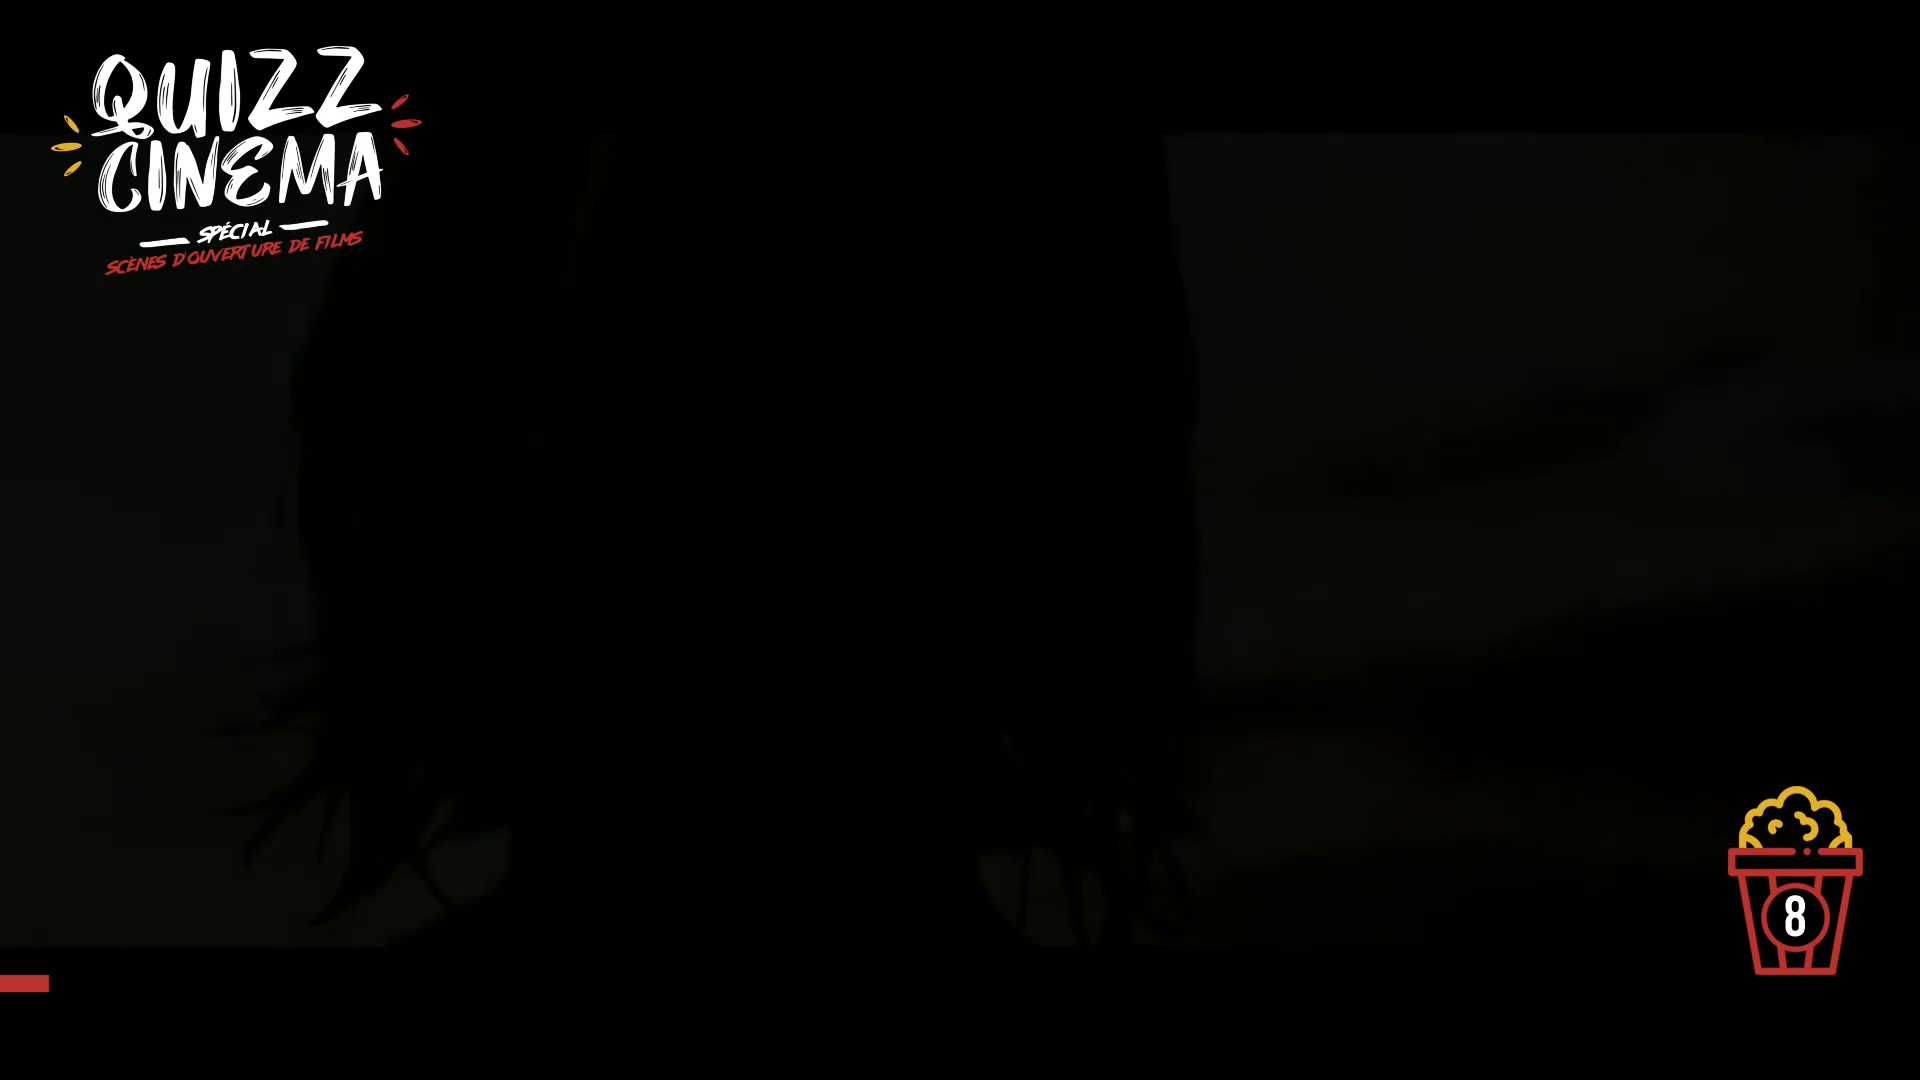 QUIZZ
CINEMA
SPÉCIAL
SCÈNES D'OUVERTURE DE FILMS
8